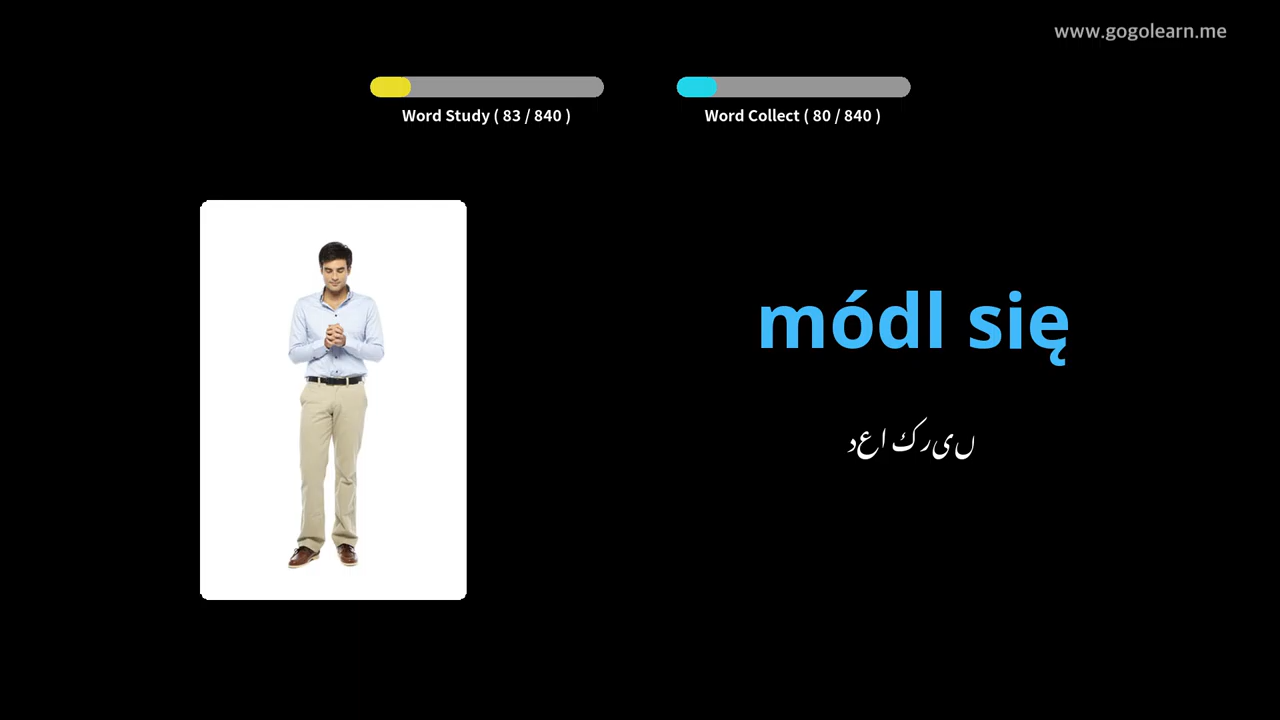 www.gogolearn.me
Word Study ( 83 / 840 )
Word Collect ( 80 / 840 )
módl się
دعا کریں